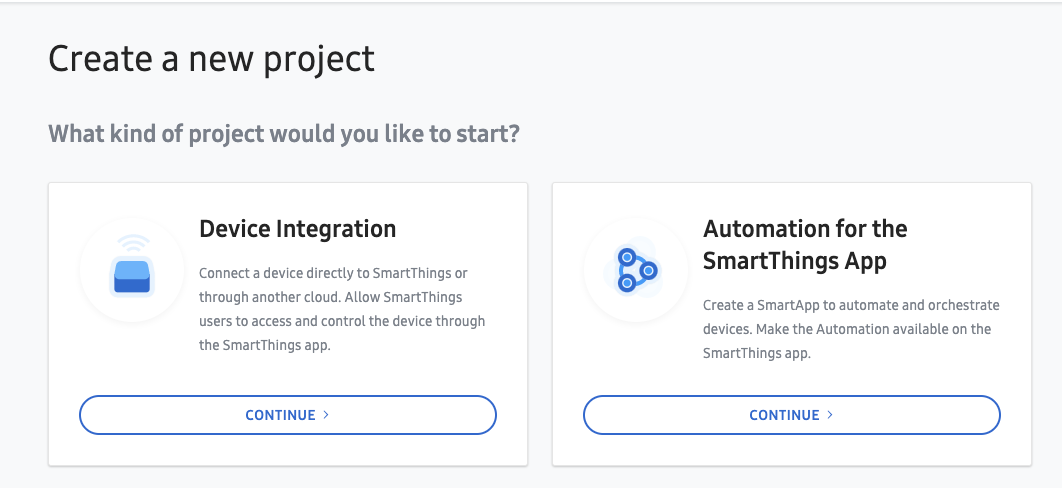 Create a new project
What kind of project would you like to start?
Device Integration
Connect a device directly to SmartThings or
through another cloud. Allow SmartThings
users to access and control the device through
the SmartThings app.
CONTINUE >
Automation for the
SmartThings App
Create a SmartApp to automate and orchestrate
devices. Make the Automation available on the
SmartThings app.
CONTINUE >